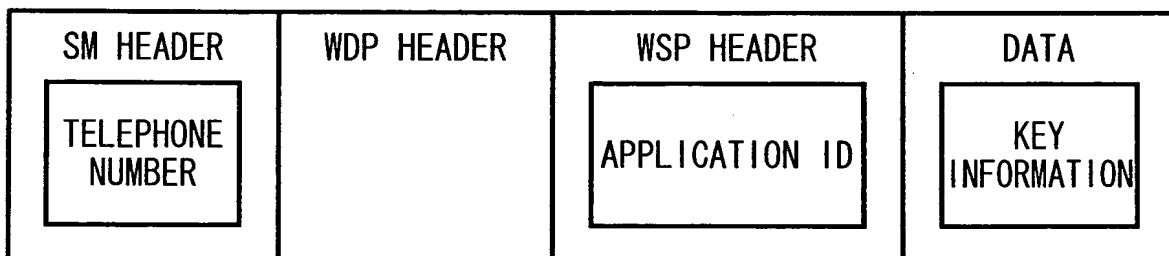 SM HEADER
WDP HEADER
WSP HEADER
DATA
TELEPHONE
NUMBER
APPLICATION ID
KEY
INFORMATION